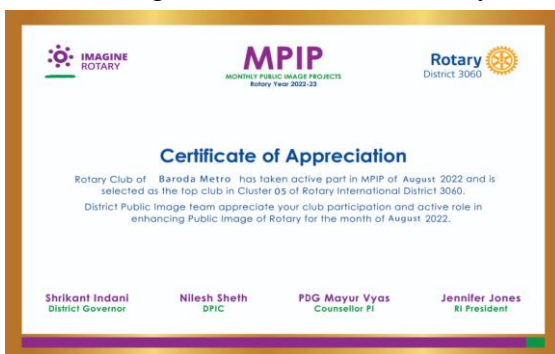 IMAGINE
ROTARY
MPIP
MONTHLY PUBLIC IMAGE PROJECTS
Rotary Year 2022-23
Rotary
District 3060
Certificate of Appreciation
Rotary Club of Baroda Metro has taken active part in MPIP of August 2022 and is
selected as the top club in Cluster 05 of Rotary International District 3060.
District Public Image team appreciate your club participation and active role in
enhancing Public Image of Rotary for the month of August 2022.
Shrikant Indani
District Governor
Nilesh Sheth
DPIC
PDG Mayur Vyas
Counsellor PI
Jennifer Jones
RI President